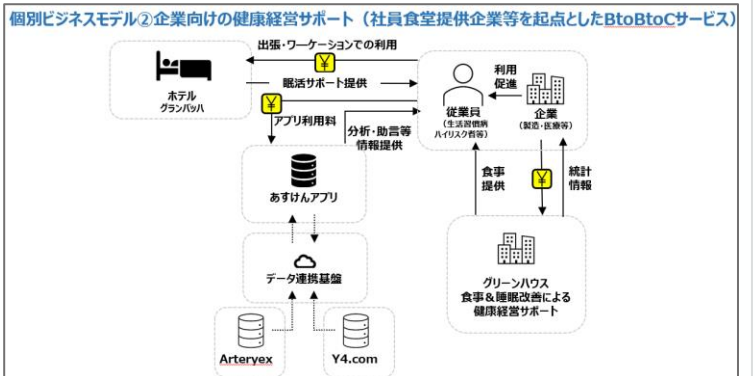 個別ビジネスモデル②企業向けの健康経営サポート（社員食堂提供企業等を起点としたBtoBtoCサービス）
出張・ワーケーションでの利用
¥
眠活サポート提供
ホテル
グランバッハ
¥
アプリ利用料
分析・助言等
情報提供
従業員
（生活習慣病
ハイリスク者等）
利用
促進
企業
（製造・医療等）
あすけんアプリ
食事
提供
¥
統計
情報
データ連携基盤
グリーンハウス
食事＆睡眠改善による
健康経営サポート
Arteryex
Y4.com